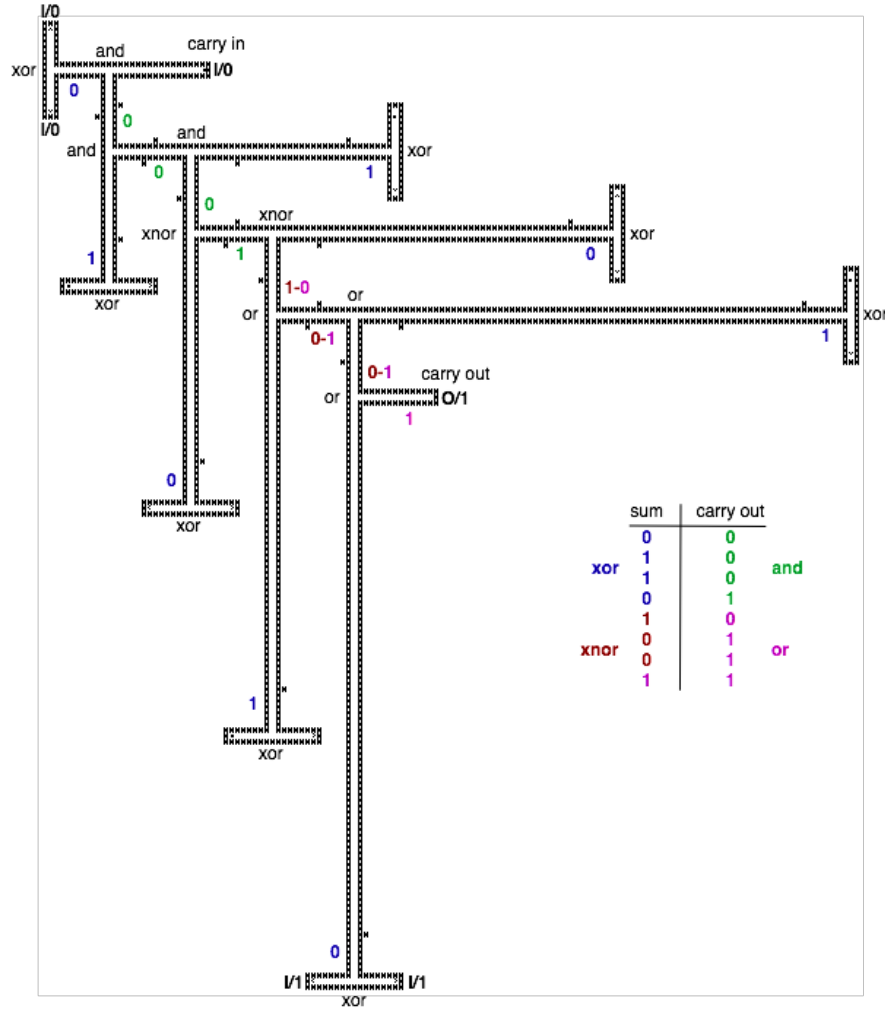 I/0
and
carry in
xor
I/0
0
I/0
0
and
and
xor
0
1
0
xnor
xnor
xor
1
1
0
xor
1-0
or
or
xor
0-1
1
0-1
carry out
or
O/1
1
0
xor
sum carry out
0 0
1 0
xor and
1 0
0 1
1 0
0 1
xnor or
0 1
1 1
1
xor
0
I/1
I/1
xor